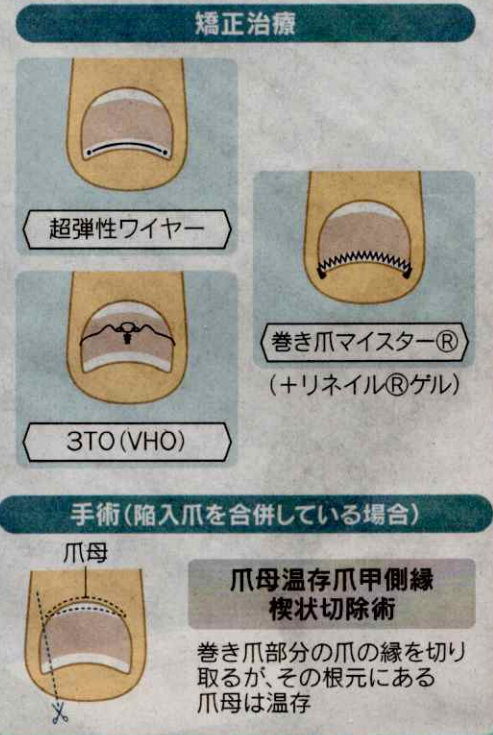 矯正治療
超弾性ワイヤー
巻き爪マイスター®
(+リネイル®ゲル)
3TO(VHO)
手術(陥入爪を合併している場合)
爪母
爪母温存爪甲側縁
楔状切除術
巻き爪部分の爪の縁を切り
取るが、その根元にある
爪母は温存